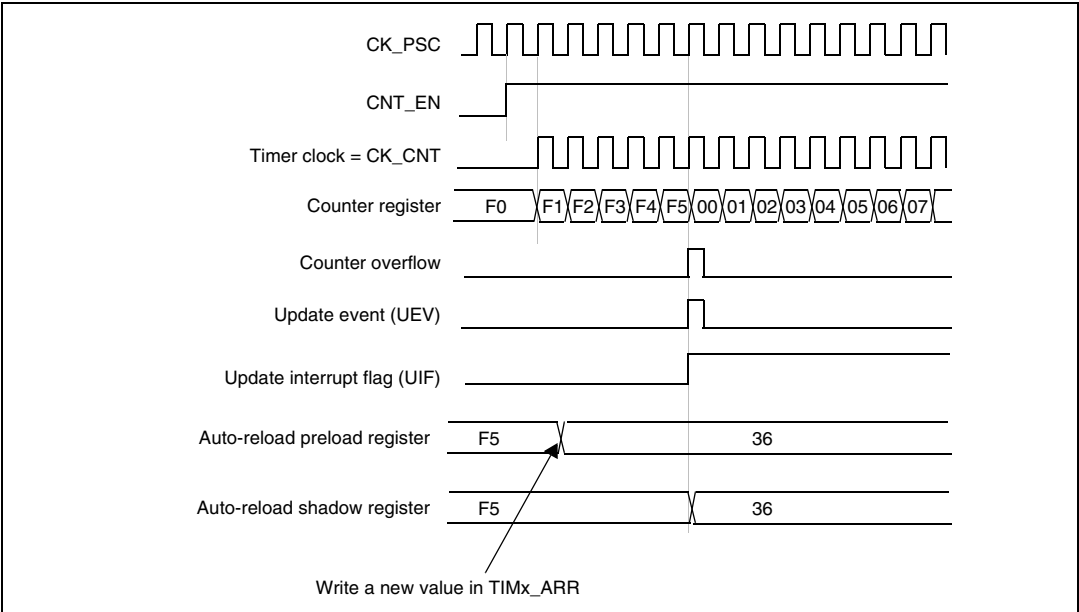 CK_PSC
CNT_EN
Timer clock = CK_CNT
Counter register F0 F1 F2 F3 F4 F5 00 01 02 03 04 05 06 07
Counter overflow
Update event (UEV)
Update interrupt flag (UIF)
Auto-reload preload register F5 36
Auto-reload shadow register F5 36
Write a new value in TIMx_ARR